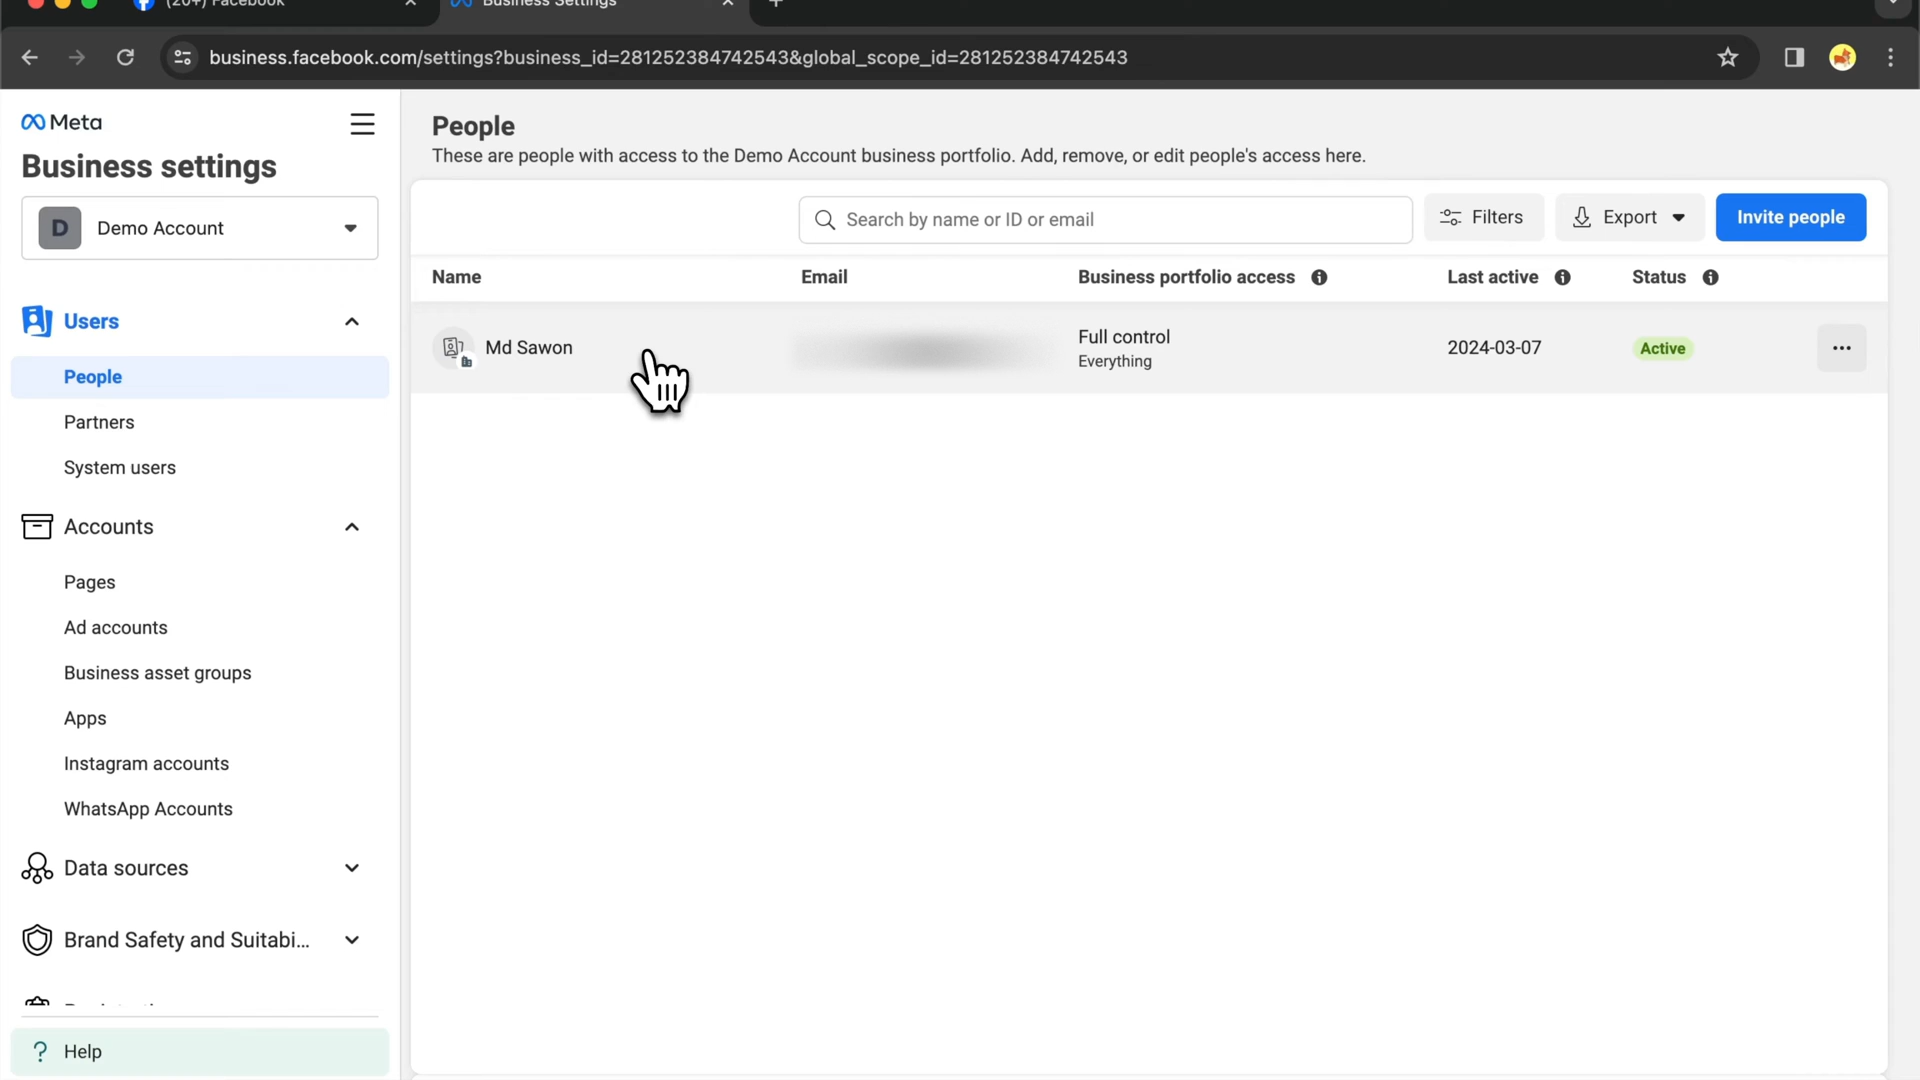 (20+) Facebook
Business Settings
business.facebook.com/settings?business_id=281252384742543&global_scope_id=281252384742543
Meta
Business settings
D Demo Account
Users
People
Partners
System users
Accounts
Pages
Ad accounts
Business asset groups
Apps
Instagram accounts
WhatsApp Accounts
Data sources
Brand Safety and Suitabi...
? Help
People
These are people with access to the Demo Account business portfolio. Add, remove, or edit people's access here.
Search by name or ID or email
Filters
Export
Invite people
Name Email Business portfolio access Last active Status
Md Sawon Full control 2024-03-07 Active
Everything